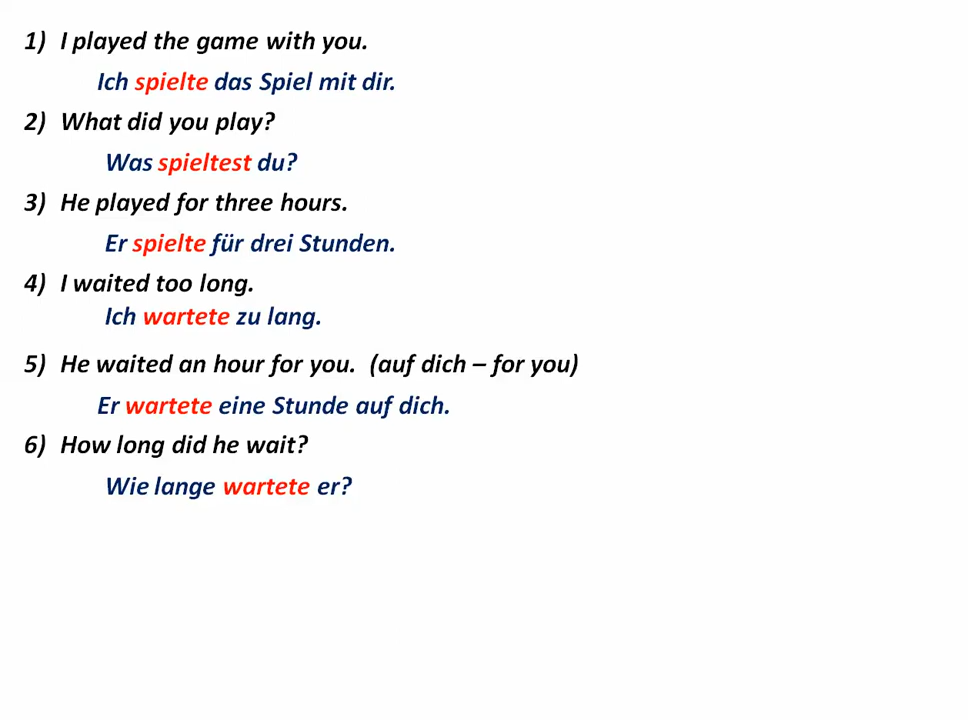 1) I played the game with you.
Ich spielte das Spiel mit dir.
2) What did you play?
Was spieltest du?
3) He played for three hours.
Er spielte für drei Stunden.
4) I waited too long.
Ich wartete zu lang.
5) He waited an hour for you. (auf dich – for you)
Er wartete eine Stunde auf dich.
6) How long did he wait?
Wie lange wartete er?